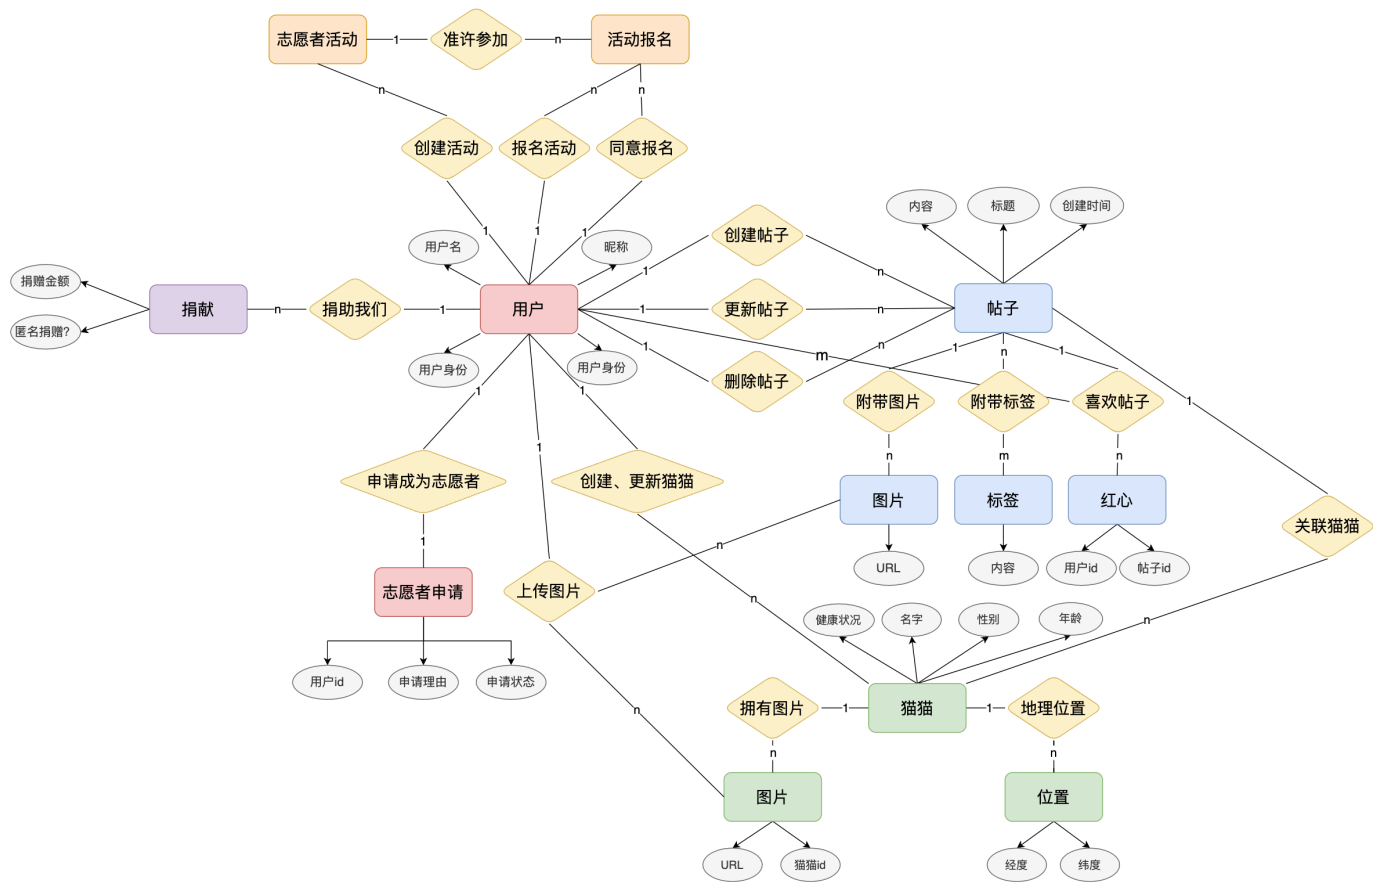 志愿者活动
1
准许参加
n
活动报名
n
n
n
创建活动
报名活动
同意报名
内容
标题
创建时间
1
1
1
用户名
昵称
创建帖子
捐赠金额
匿名捐赠?
捐献
n
捐助我们
1
用户
1
n
1
更新帖子
n
帖子
1
n
m
删除帖子
1
n
1
用户身份
用户身份
附带图片
附带标签
喜欢帖子
1
1
1
1
n
m
n
申请成为志愿者
创建、更新猫猫
图片
标签
红心
关联猫猫
1
n
URL
内容
用户id
帖子id
志愿者申请
上传图片
n
健康状况
名字
性别
年龄
n
用户id
申请理由
申请状态
n
拥有图片
1
猫猫
1
地理位置
n
n
图片
位置
URL
猫猫id
经度
纬度